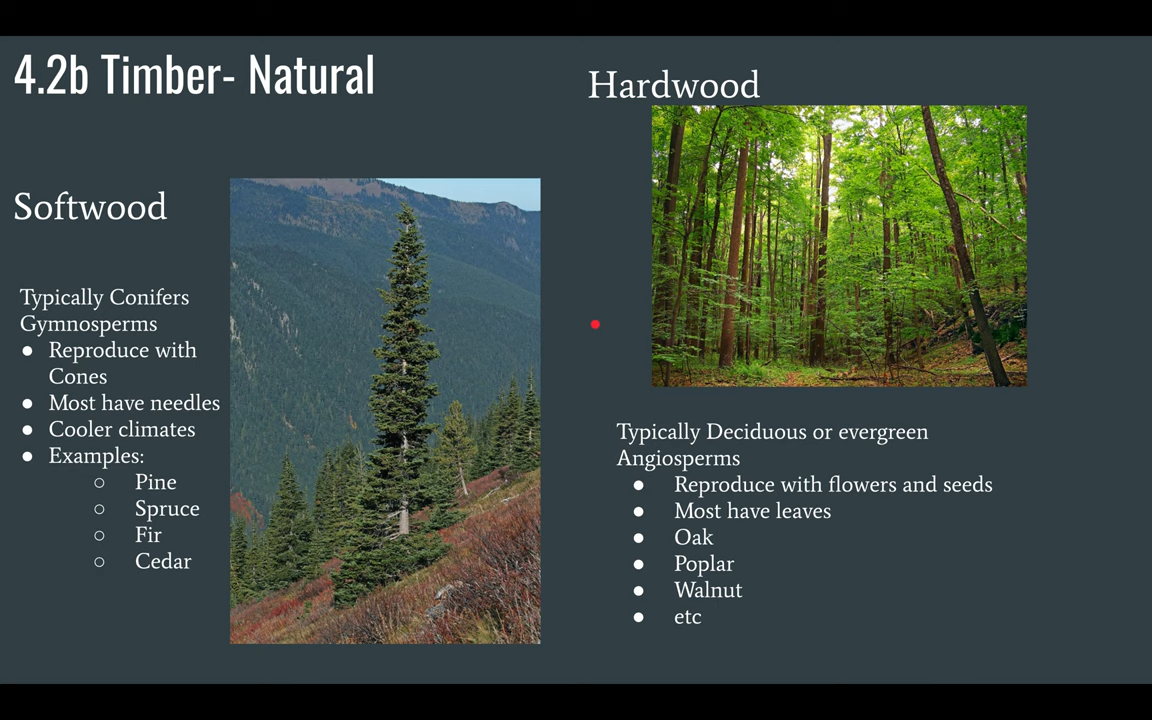 4.2b Timber- Natural
Softwood
Typically Conifers
Gymnosperms
● Reproduce with
Cones
● Most have needles
● Cooler climates
● Examples:
○ Pine
○ Spruce
○ Fir
○ Cedar
Hardwood
Typically Deciduous or evergreen
Angiosperms
● Reproduce with flowers and seeds
● Most have leaves
● Oak
● Poplar
● Walnut
● etc